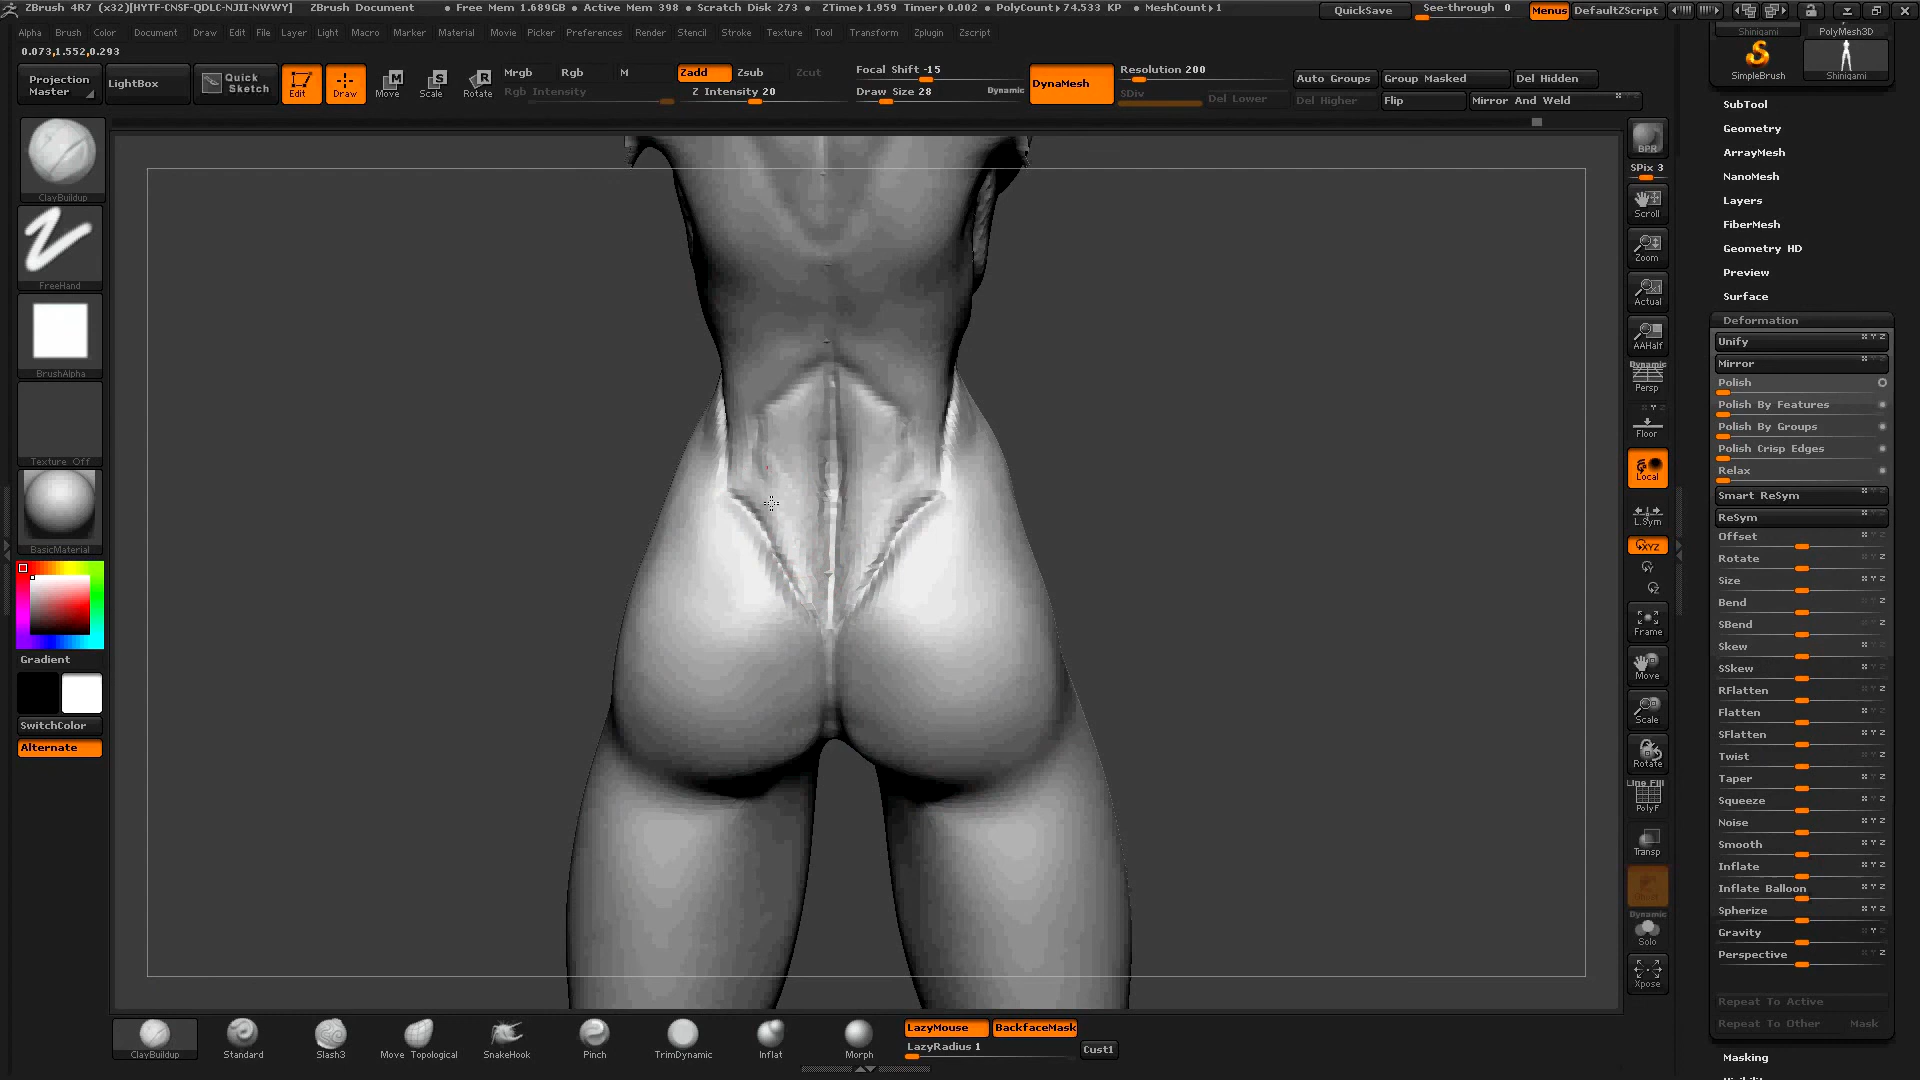 ZBrush 4R7 (x32)[HYTF-CNSF-QDLC-NJII-NWWY] ZBrush Document • Free Mem 1.689GB • Active Mem 398 • Scratch Disk 273 • ZTime▸1.959 Timer▸0.002 • PolyCount▸74.533 KP • MeshCount▸1 QuickSave See-through 0 Menus DefaultZScript
Alpha Brush Color Document Draw Edit File Layer Light Macro Marker Material Movie Picker Preferences Render Stencil Stroke Texture Tool Transform Zplugin Zscript
0.073,1.552,0.293
Projection Master
LightBox
Quick Sketch
Edit
Draw
Move
Scale
Rotate
Mrgb Rgb M
Rgb Intensity
Zadd Zsub Zcut
Z Intensity 20
Focal Shift -15
Draw Size 28 Dynamic
DynaMesh
Resolution 200
SDiv Del Lower
Auto Groups Group Masked Del Hidden
Del Higher Flip Mirror And Weld
ClayBuildup
FreeHand
BrushAlpha
Texture Off
BasicMaterial
Gradient
SwitchColor
Alternate
BPR
SPix 3
Scroll
Zoom
Actual
AAHalf
Dynamic
Persp
Floor
Local
L.Sym
XYZ
Frame
Move
Scale
Rotate
Line Fill
PolyF
Transp
Dynamic
Solo
Xpose
Shinigami PolyMesh3D
SimpleBrush Shinigami
SubTool
Geometry
ArrayMesh
NanoMesh
Layers
FiberMesh
Geometry HD
Preview
Surface
Deformation
Unify
Mirror
Polish
Polish By Features
Polish By Groups
Polish Crisp Edges
Relax
Smart ReSym
ReSym
Offset
Rotate
Size
Bend
SBend
Skew
SSkew
RFlatten
Flatten
SFlatten
Twist
Taper
Squeeze
Noise
Smooth
Inflate
Inflate Balloon
Spherize
Gravity
Perspective
Repeat To Active
Repeat To Other Mask
Masking
ClayBuildup Standard Slash3 Move Topological SnakeHook Pinch TrimDynamic Inflat Morph
LazyMouse BackfaceMask
LazyRadius 1 Cust1